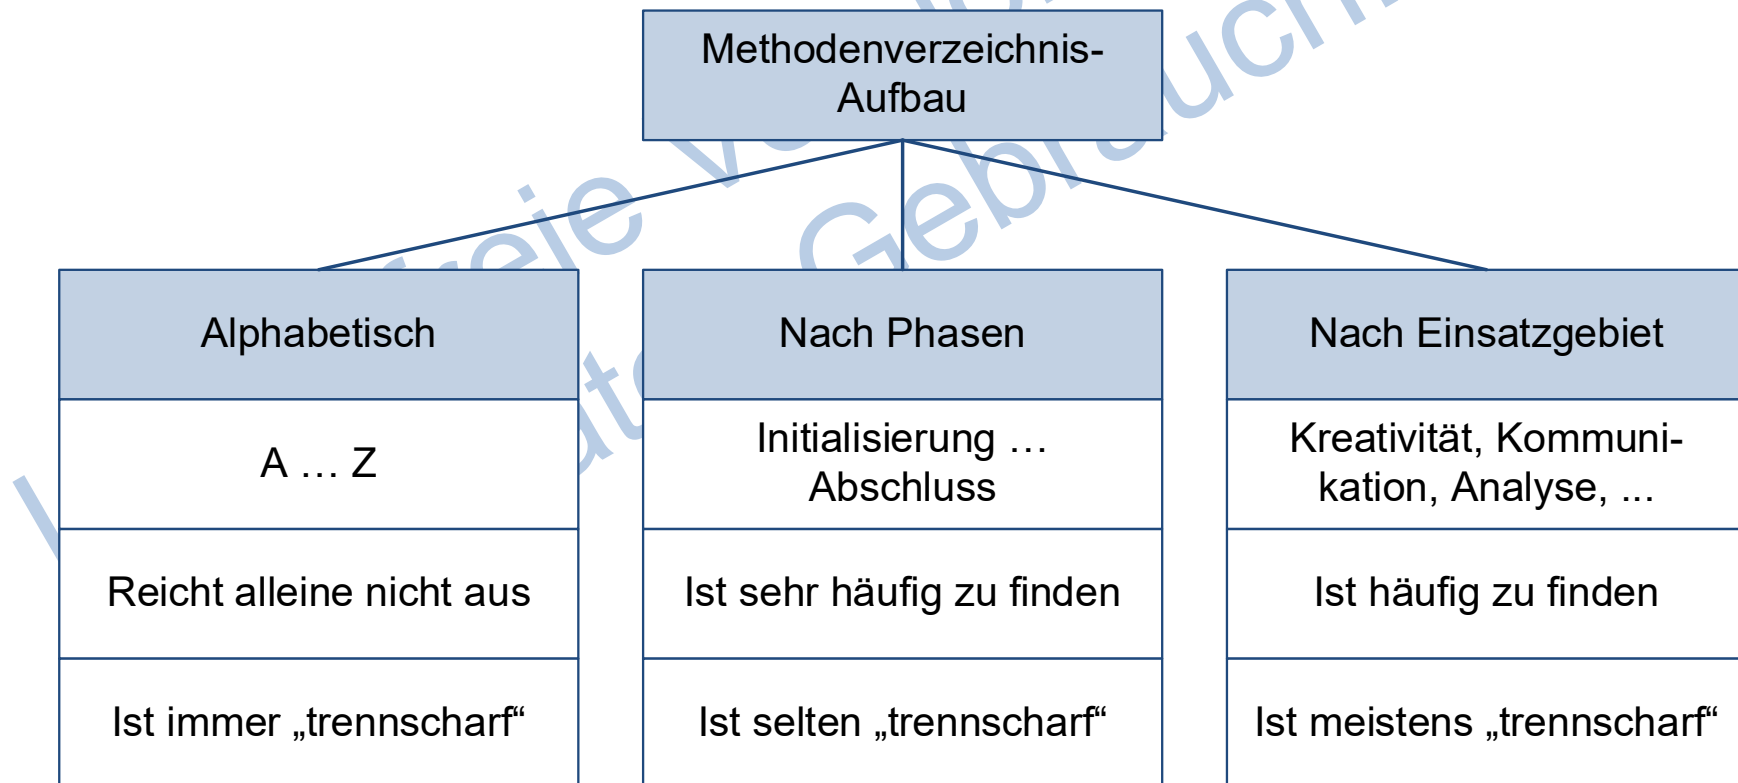 Methodenverzeichnis-
Aufbau
Alphabetisch
A … Z
Reicht alleine nicht aus
Ist immer „trennscharf“
Nach Phasen
Initialisierung …
Abschluss
Ist sehr häufig zu finden
Ist selten „trennscharf“
Nach Einsatzgebiet
Kreativität, Kommuni-
kation, Analyse, ...
Ist häufig zu finden
Ist meistens „trennscharf“